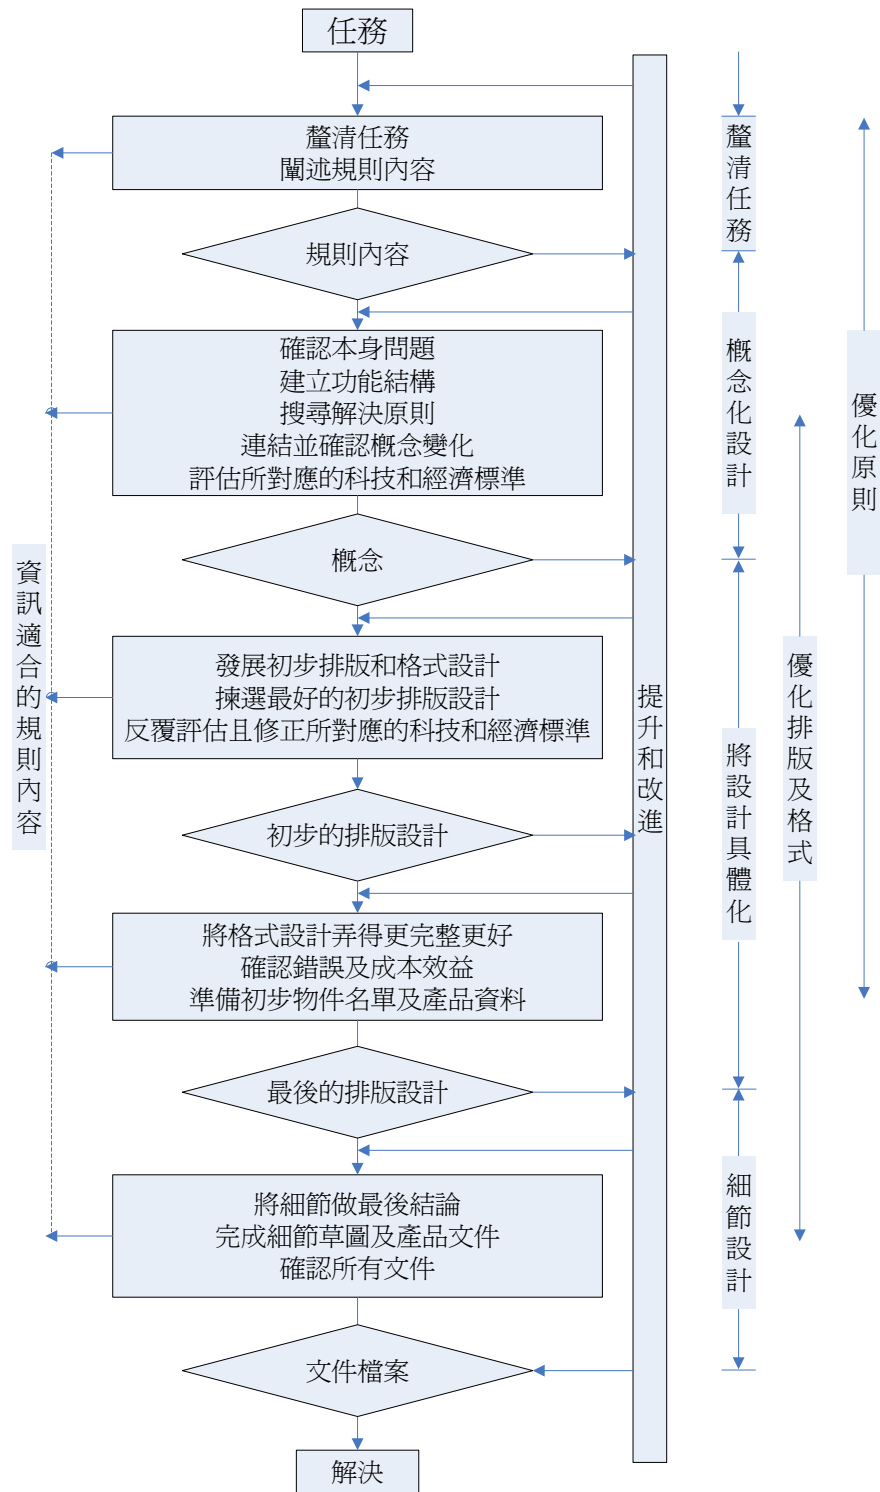 任務
釐清任務
闡述規則內容
規則內容
確認本身問題
建立功能結構
搜尋解決原則
連結並確認概念變化
評估所對應的科技和經濟標準
概念
發展初步排版和格式設計
揀選最好的初步排版設計
反覆評估且修正所對應的科技和經濟標準
初步的排版設計
將格式設計弄得更完整更好
確認錯誤及成本效益
準備初步物件名單及產品資料
最後的排版設計
將細節做最後結論
完成細節草圖及產品文件
確認所有文件
文件檔案
解決
資訊適合的規則內容
提升和改進
釐清任務
概念化設計
將設計具體化
細節設計
優化排版及格式
優化原則